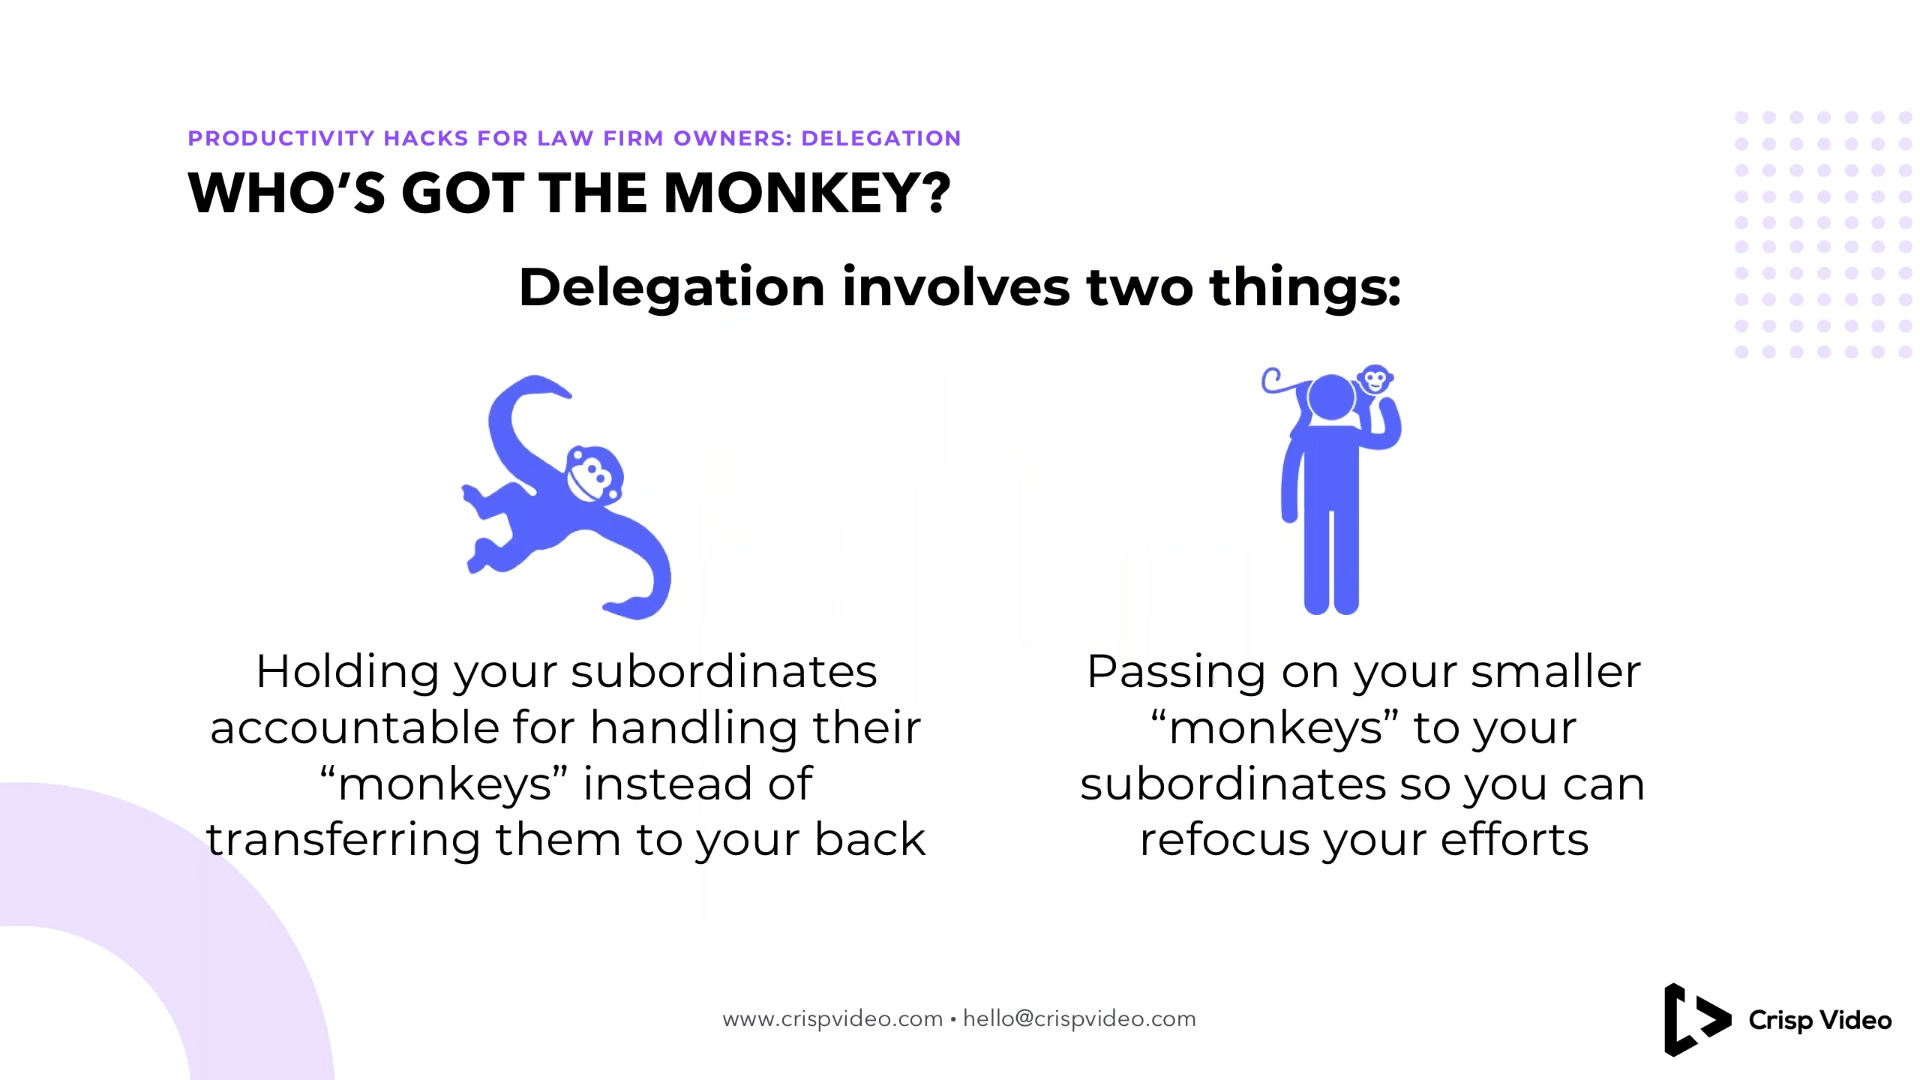 PRODUCTIVITY HACKS FOR LAW FIRM OWNERS: DELEGATION
WHO’S GOT THE MONKEY?
Delegation involves two things:
Holding your subordinates
accountable for handling their
“monkeys” instead of
transferring them to your back
Passing on your smaller
“monkeys” to your
subordinates so you can
refocus your efforts
www.crispvideo.com • hello@crispvideo.com
Crisp Video